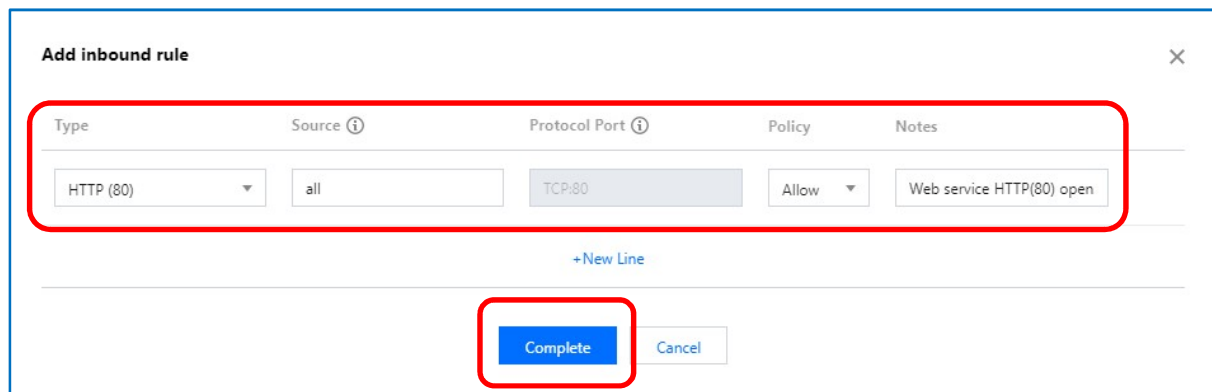 Add inbound rule
Type Source Protocol Port Policy Notes
HTTP (80) all TCP:80 Allow Web service HTTP(80) open
+New Line
Complete Cancel